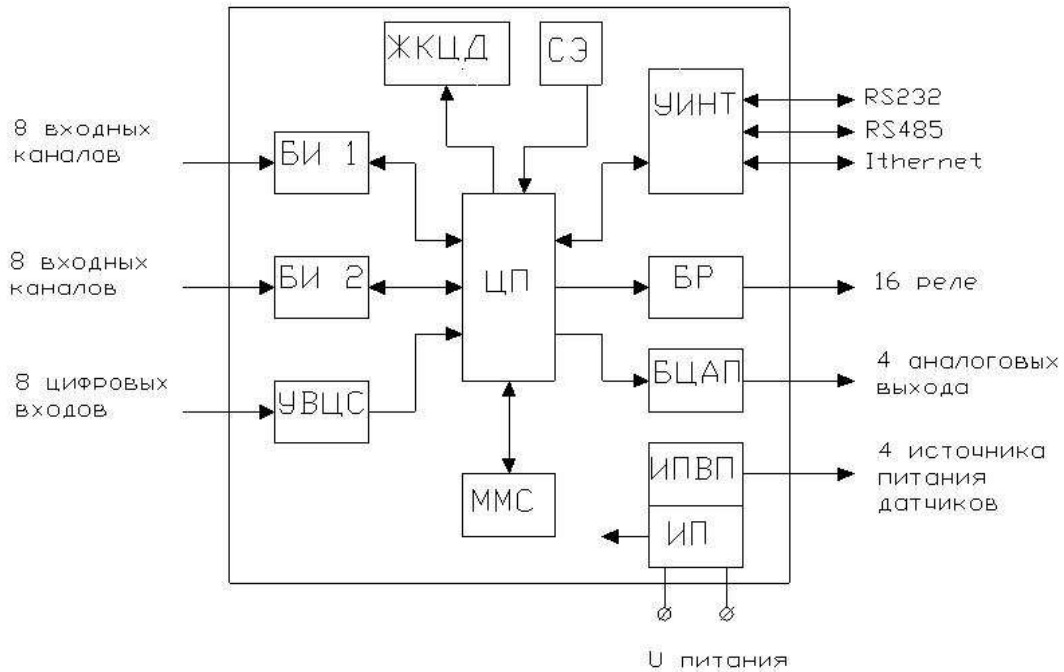 ЖКЦД
СЭ
УИНТ
RS232
RS485
Ithernet
8 входных
каналов
БИ 1
8 входных
каналов
БИ 2
ЦП
БР
16 реле
8 цифровых
входов
УВЦС
БЦАП
4 аналоговых
выхода
ММС
ИПВП
4 источника
питания
датчиков
ИП
U питания